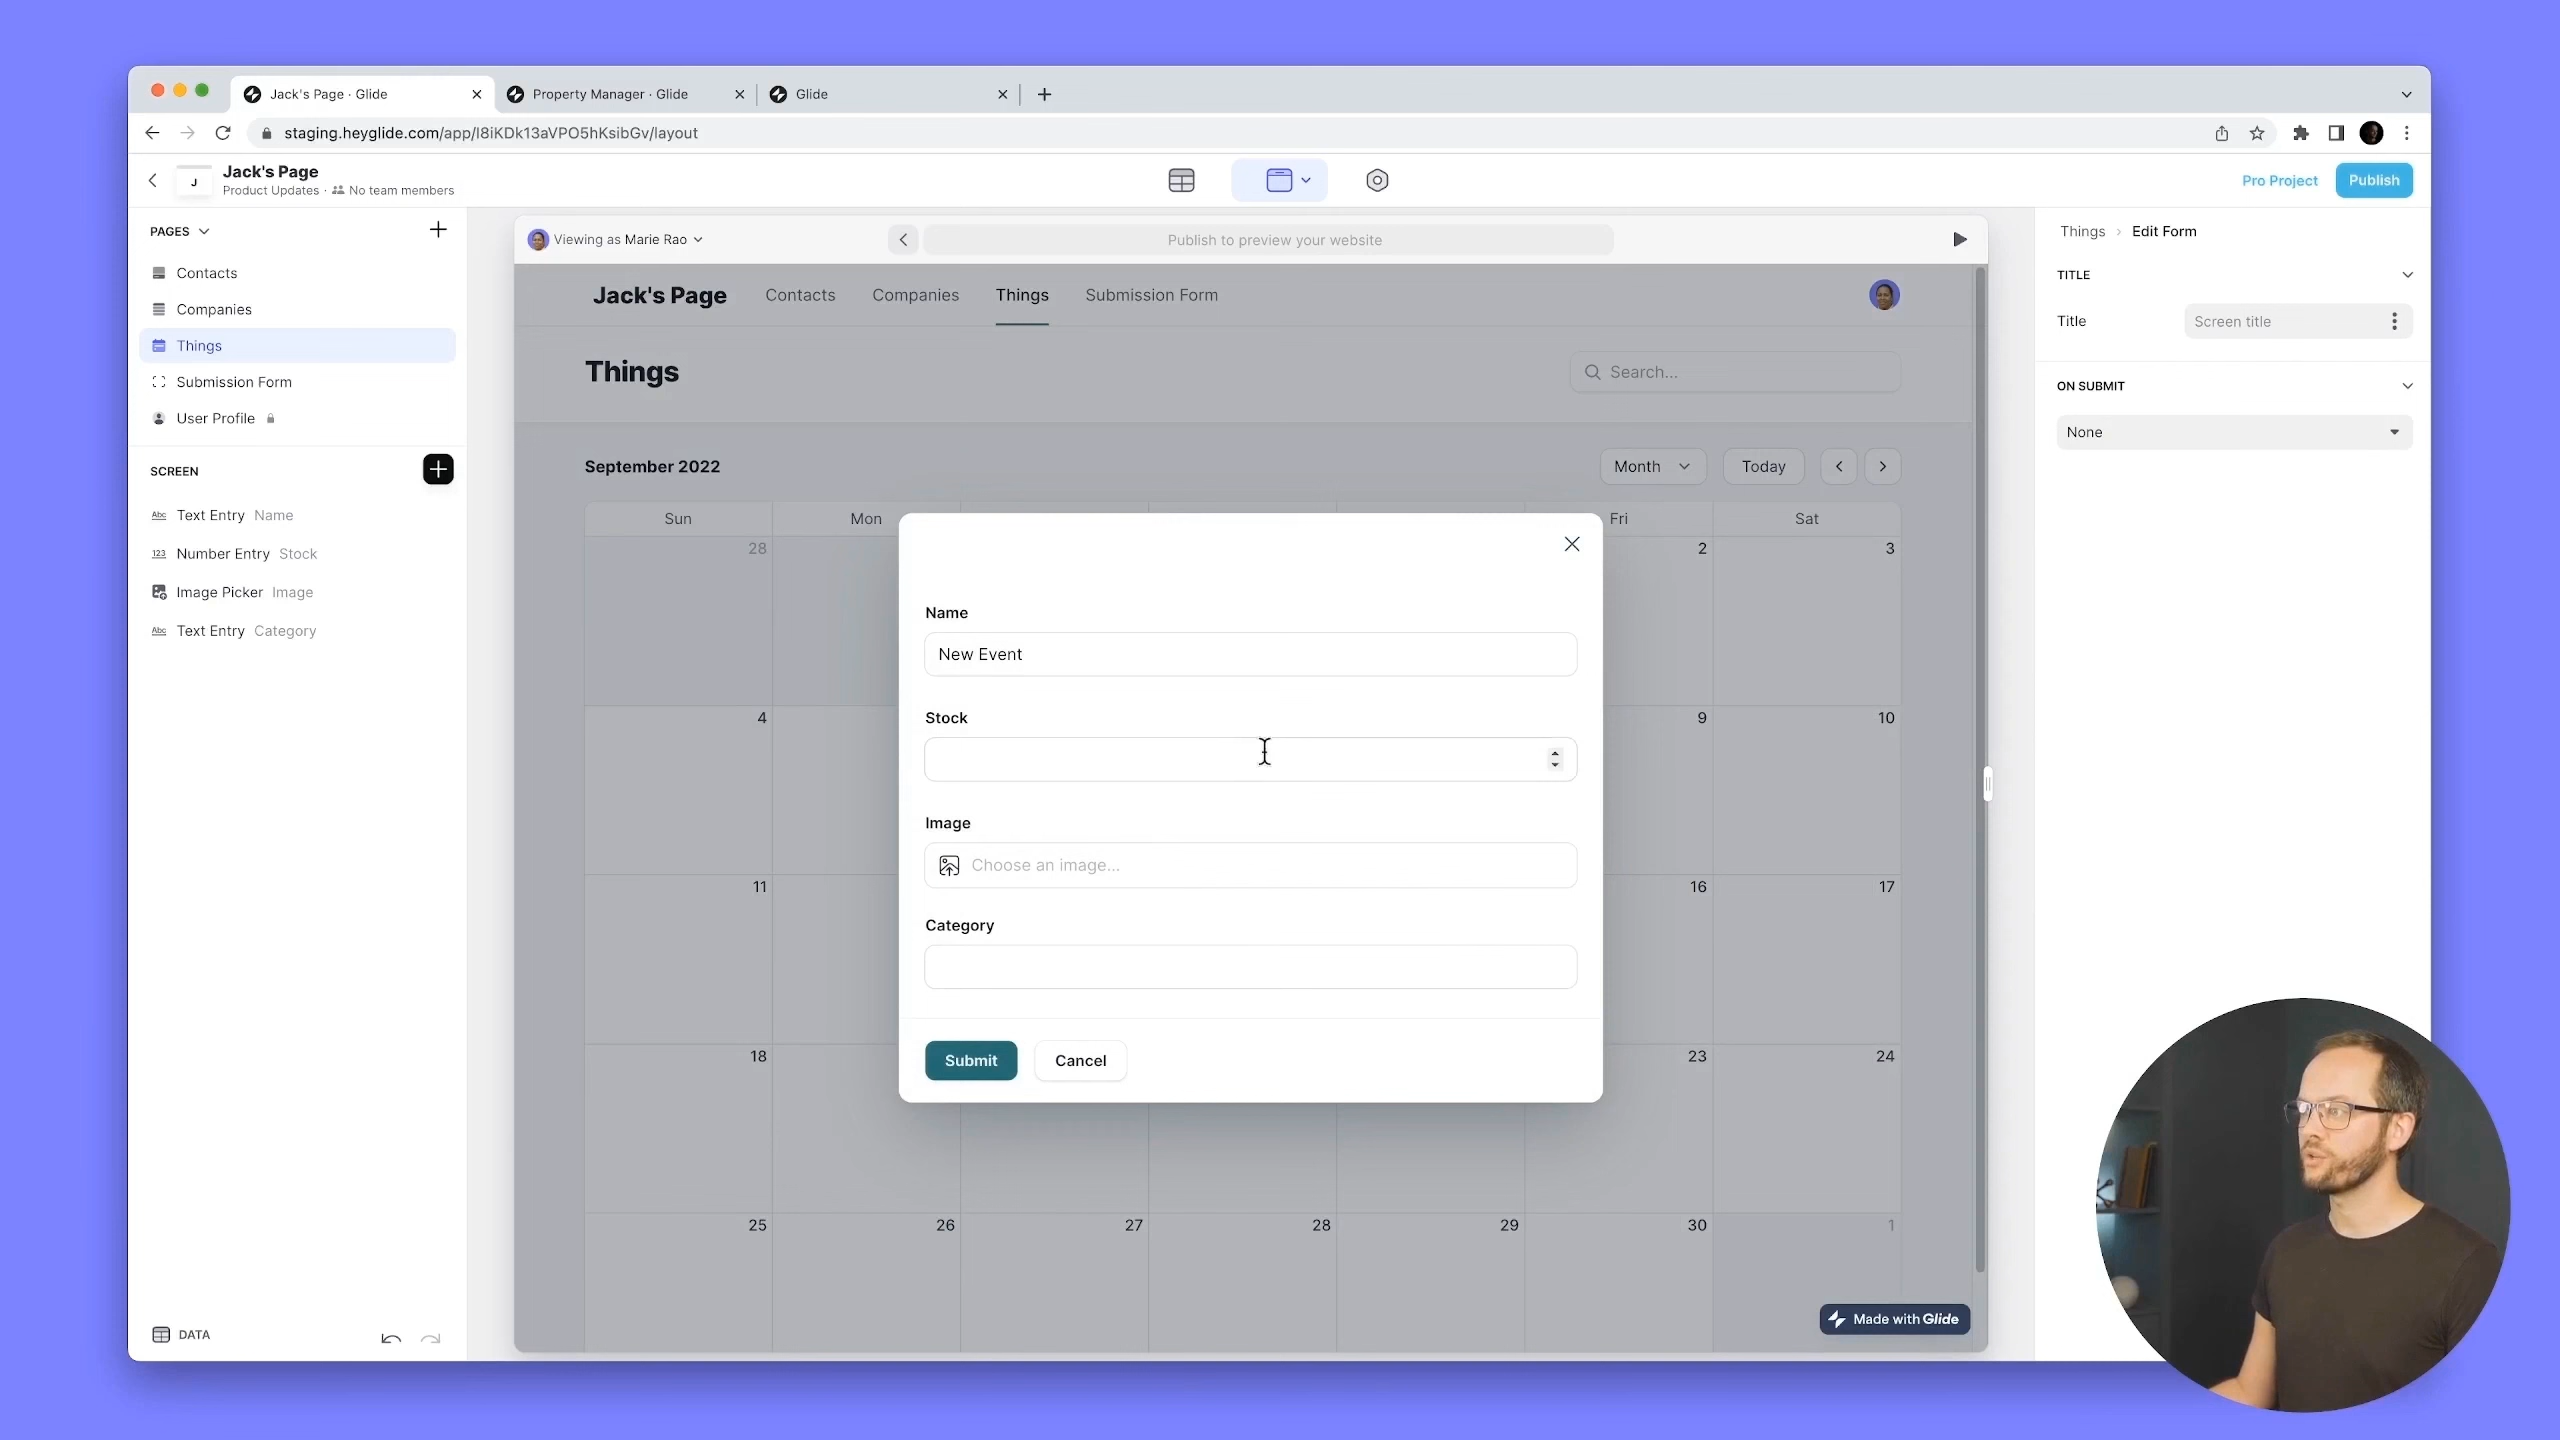 Jack's Page · Glide
Property Manager · Glide
Glide
staging.heyglide.com/app/l8iKDk13aVPO5hKsibGv/layout
J
Jack's Page
Product Updates · No team members
Pro Project
Publish
PAGES
Contacts
Companies
Things
Submission Form
User Profile
SCREEN
Text Entry Name
Number Entry Stock
Image Picker Image
Text Entry Category
DATA
Viewing as Marie Rao
Publish to preview your website
Jack's Page
Contacts
Companies
Things
Submission Form
Things
Search...
September 2022
Month
Today
Sun
Mon
Fri
Sat
28
2
3
4
9
10
11
16
17
18
23
24
25
26
27
28
29
30
1
Name
New Event
Stock
Image
Choose an image...
Category
Submit
Cancel
Made with Glide
Things › Edit Form
TITLE
Title
Screen title
ON SUBMIT
None